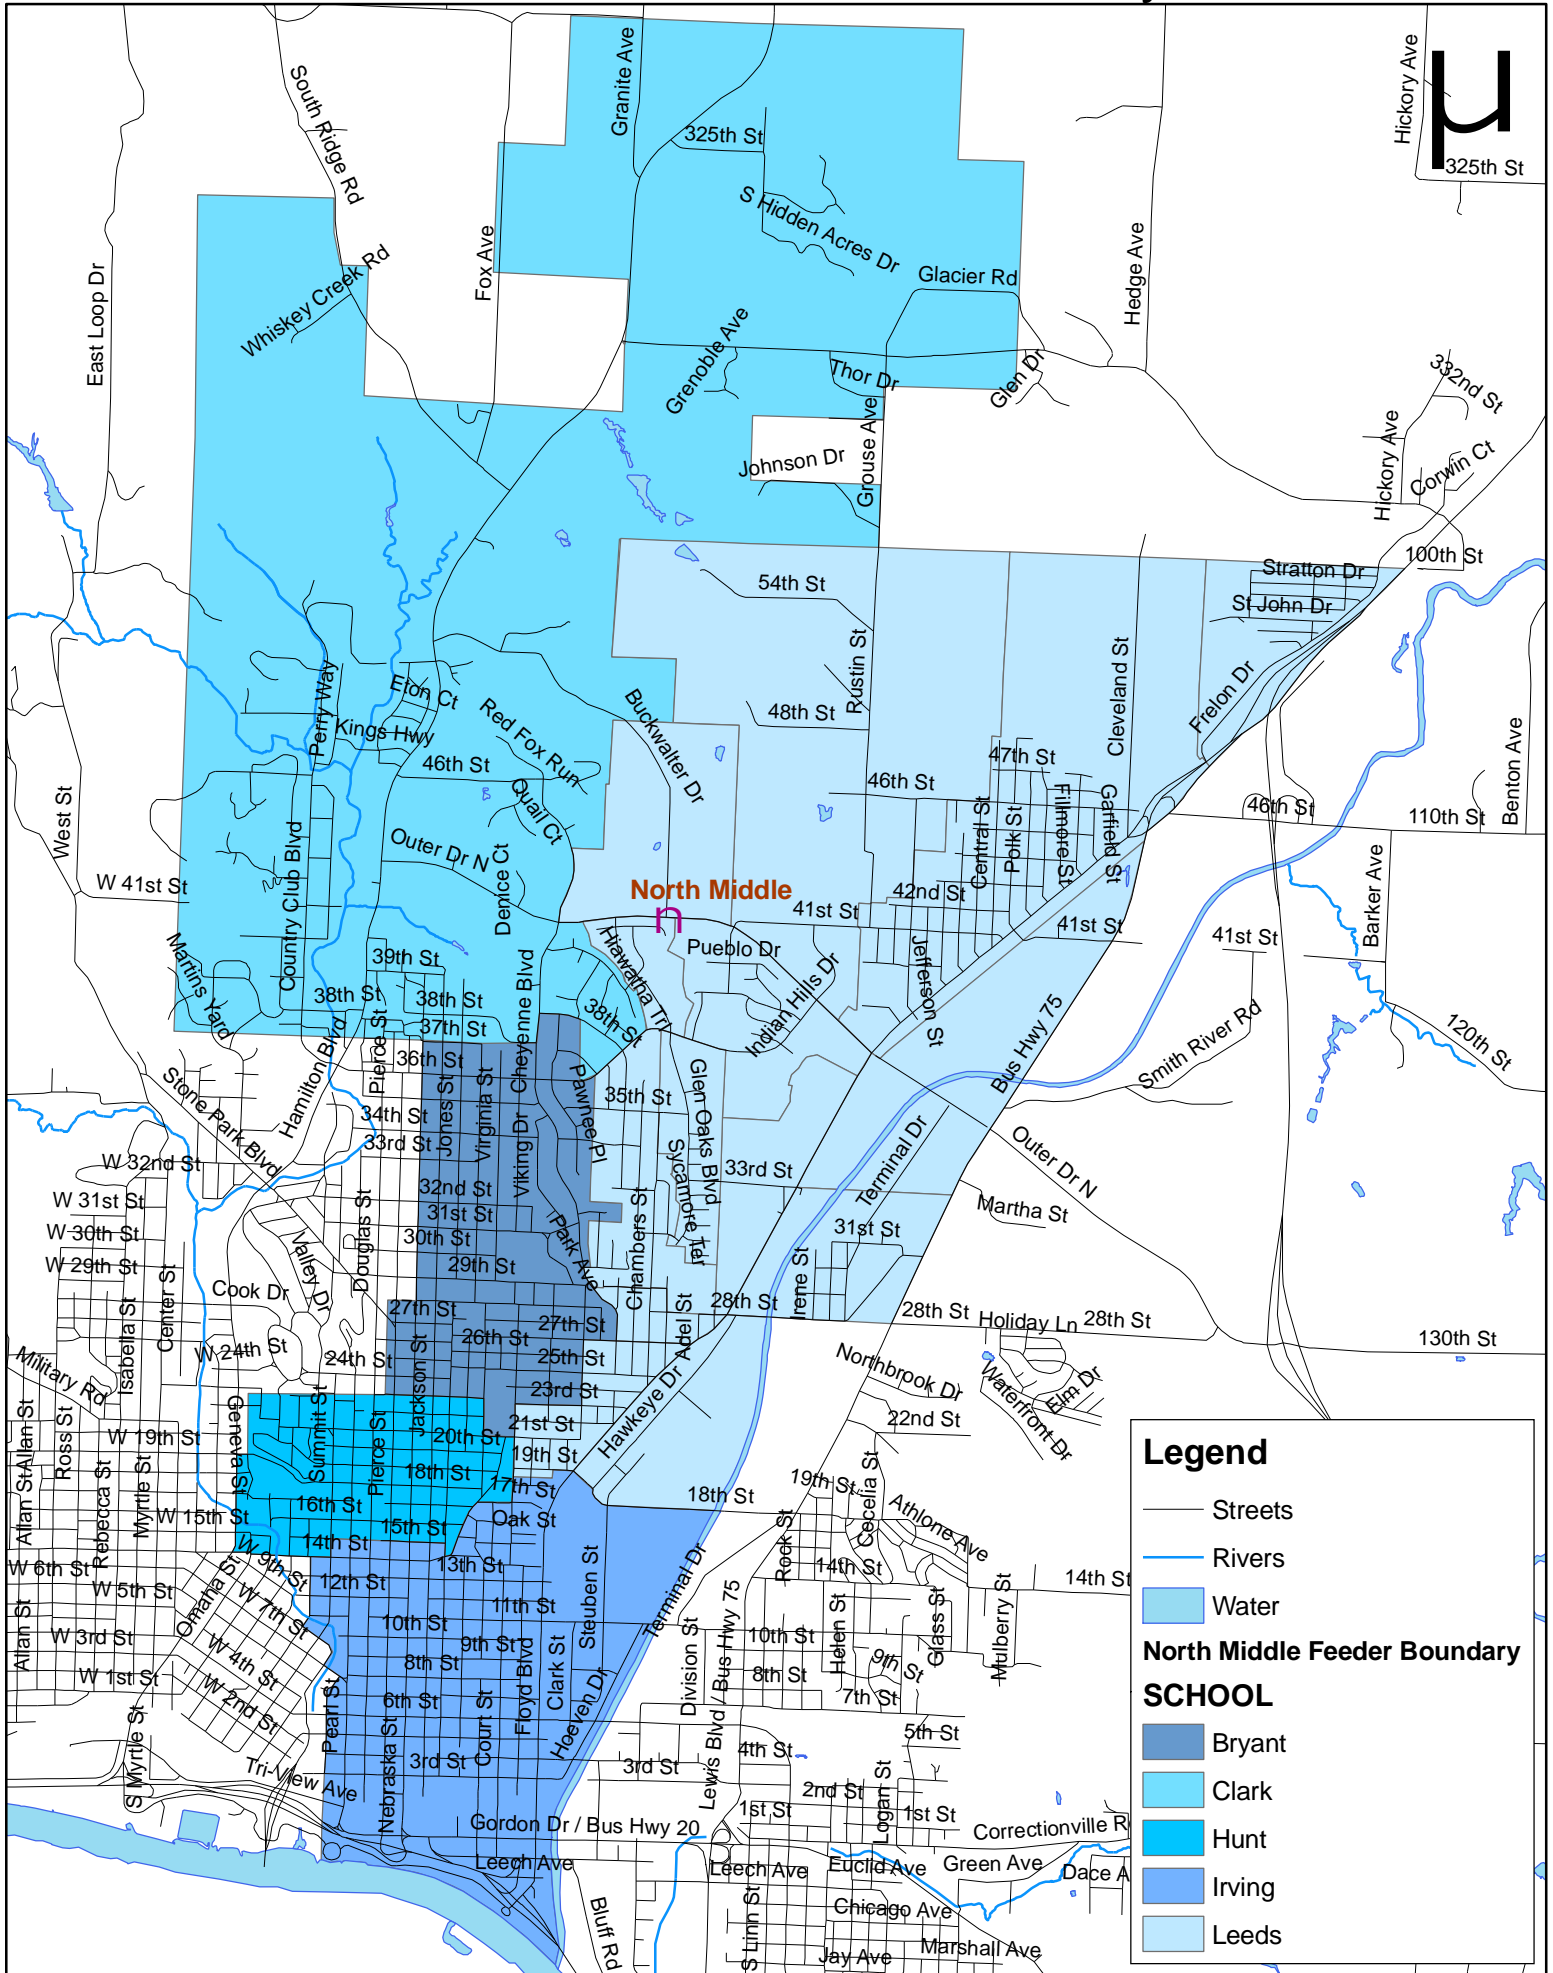 Granite Ave
Hickory Ave
South Ridge Rd
325th St
325th St
S Hidden Acres Dr
Fox Ave
Hedge Ave
East Loop Dr
Whiskey Creek Rd
Glacier Rd
Grenoble Ave
Thor Dr
Glen Dr
332nd St
Grouse Ave
Johnson Dr
Hickory Ave
Corwin Ct
100th St
Stratton Dr
54th St
St John Dr
Rustin St
Cleveland St
Perry Way
Eton Ct
Frelon Dr
Buckwalter Dr
Red Fox Run
48th St
Kings Hwy
47th St
Benton Ave
46th St
46th St
Quail Ct
Central St
Polk St
Fillmore St
Garfield St
46th St
110th St
West St
Country Club Blvd
Outer Dr N
Denice Ct
W 41st St
North Middle
n
42nd St
41st St
41st St
41st St
Barker Ave
Martins Yard
39th St
Hiawatha Trl
Pueblo Dr
Indian Hills Dr
Jefferson St
Cheyenne Blvd
38th St
38th St
38th St
37th St
Bus Hwy 75
Smith River Rd
120th St
Hamilton Blvd
Pierce St
36th St
Stone Park Blvd
Jones St
Virginia St
Viking Dr
Pawnee Pl
35th St
Glen Oaks Blvd
34th St
33rd St
Terminal Dr
Outer Dr N
W 32nd St
33rd St
Sycamore Ter
W 31st St
32nd St
31st St
Martha St
W 30th St
Douglas St
30th St
Park Ave
Chambers St
31st St
W 29th St
Valley Dr
29th St
Irene St
Cook Dr
Center St
Isabella St
27th St
27th St
Adel St
28th St
28th St
Holiday Ln
28th St
130th St
26th St
W 24th St
24th St
Jackson St
25th St
Military Rd
Northbrook Dr
Waterfront Dr
Elm Dr
23rd St
Hawkeye Dr
22nd St
Allan St
Allan St
Ross St
W 19th St
Geneva St
Summit St
Pierce St
20th St
21st St
19th St
Rebecca St
Myrtle St
18th St
17th St
19th St
Cecelia St
W 15th St
16th St
15th St
Oak St
18th St
Rock St
Athlone Ave
14th St
13th St
W 6th St
W 9th St
12th St
14th St
14th St
W 5th St
Omaha St
W 7th St
11th St
Steuben St
Terminal Dr
Allan St
W 3rd St
10th St
10th St
Helen St
Glass St
Mulberry St
W 4th St
9th St
9th St
W 1st St
8th St
8th St
W 2nd St
Pearl St
6th St
Court St
Floyd Blvd
Clark St
Hoeven Dr
Division St
Lewis Blvd / Bus Hwy 75
7th St
5th St
S Myrtle St
Tri-View Ave
Nebraska St
3rd St
3rd St
4th St
2nd St
Logan St
1st St
1st St
Gordon Dr / Bus Hwy 20
Correctionville R
Leech Ave
Leech Ave
Euclid Ave
Green Ave
Dace A
Bluff Rd
S Linn St
Chicago Ave
Jay Ave
Marshall Ave
Legend
Streets
Rivers
Water
North Middle Feeder Boundary
SCHOOL
Bryant
Clark
Hunt
Irving
Leeds
µ